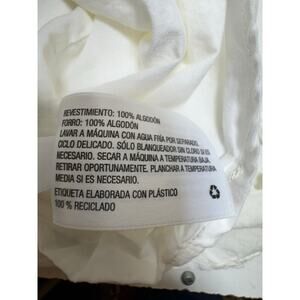 REVESTIMIENTO: 100% ALGODÓN
FORRO: 100% ALGODÓN
LAVAR A MÁQUINA CON AGUA FRÍA POR SEPARADO.
CICLO DELICADO. SÓLO BLANQUEADOR SIN CLORO SI ES
NECESARIO. SECAR A MÁQUINA A TEMPERATURA BAJA.
RETIRAR OPORTUNAMENTE. PLANCHAR A TEMPERATURA
MEDIA SI ES NECESARIO.
ETIQUETA ELABORADA CON PLÁSTICO
100 % RECICLADO